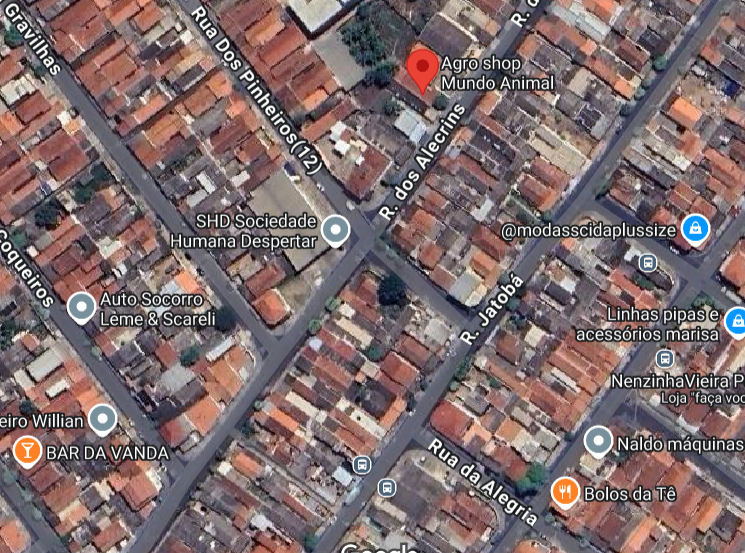 Gravilhas
Rua Dos Pinheiros(12)
R. d
Agro shop
Mundo Animal
R. dos Alecrins
SHD Sociedade
Humana Despertar
@modasscidaplussize
Coqueiros
Auto Socorro
Leme & Scareli
R. Jatobá
Linhas pipas e
acessórios marisa
NenzinhaVieira P
Loja "faça voc
eiro Willian
BAR DA VANDA
Rua da Alegria
Naldo máquinas
Bolos da Tê
Google